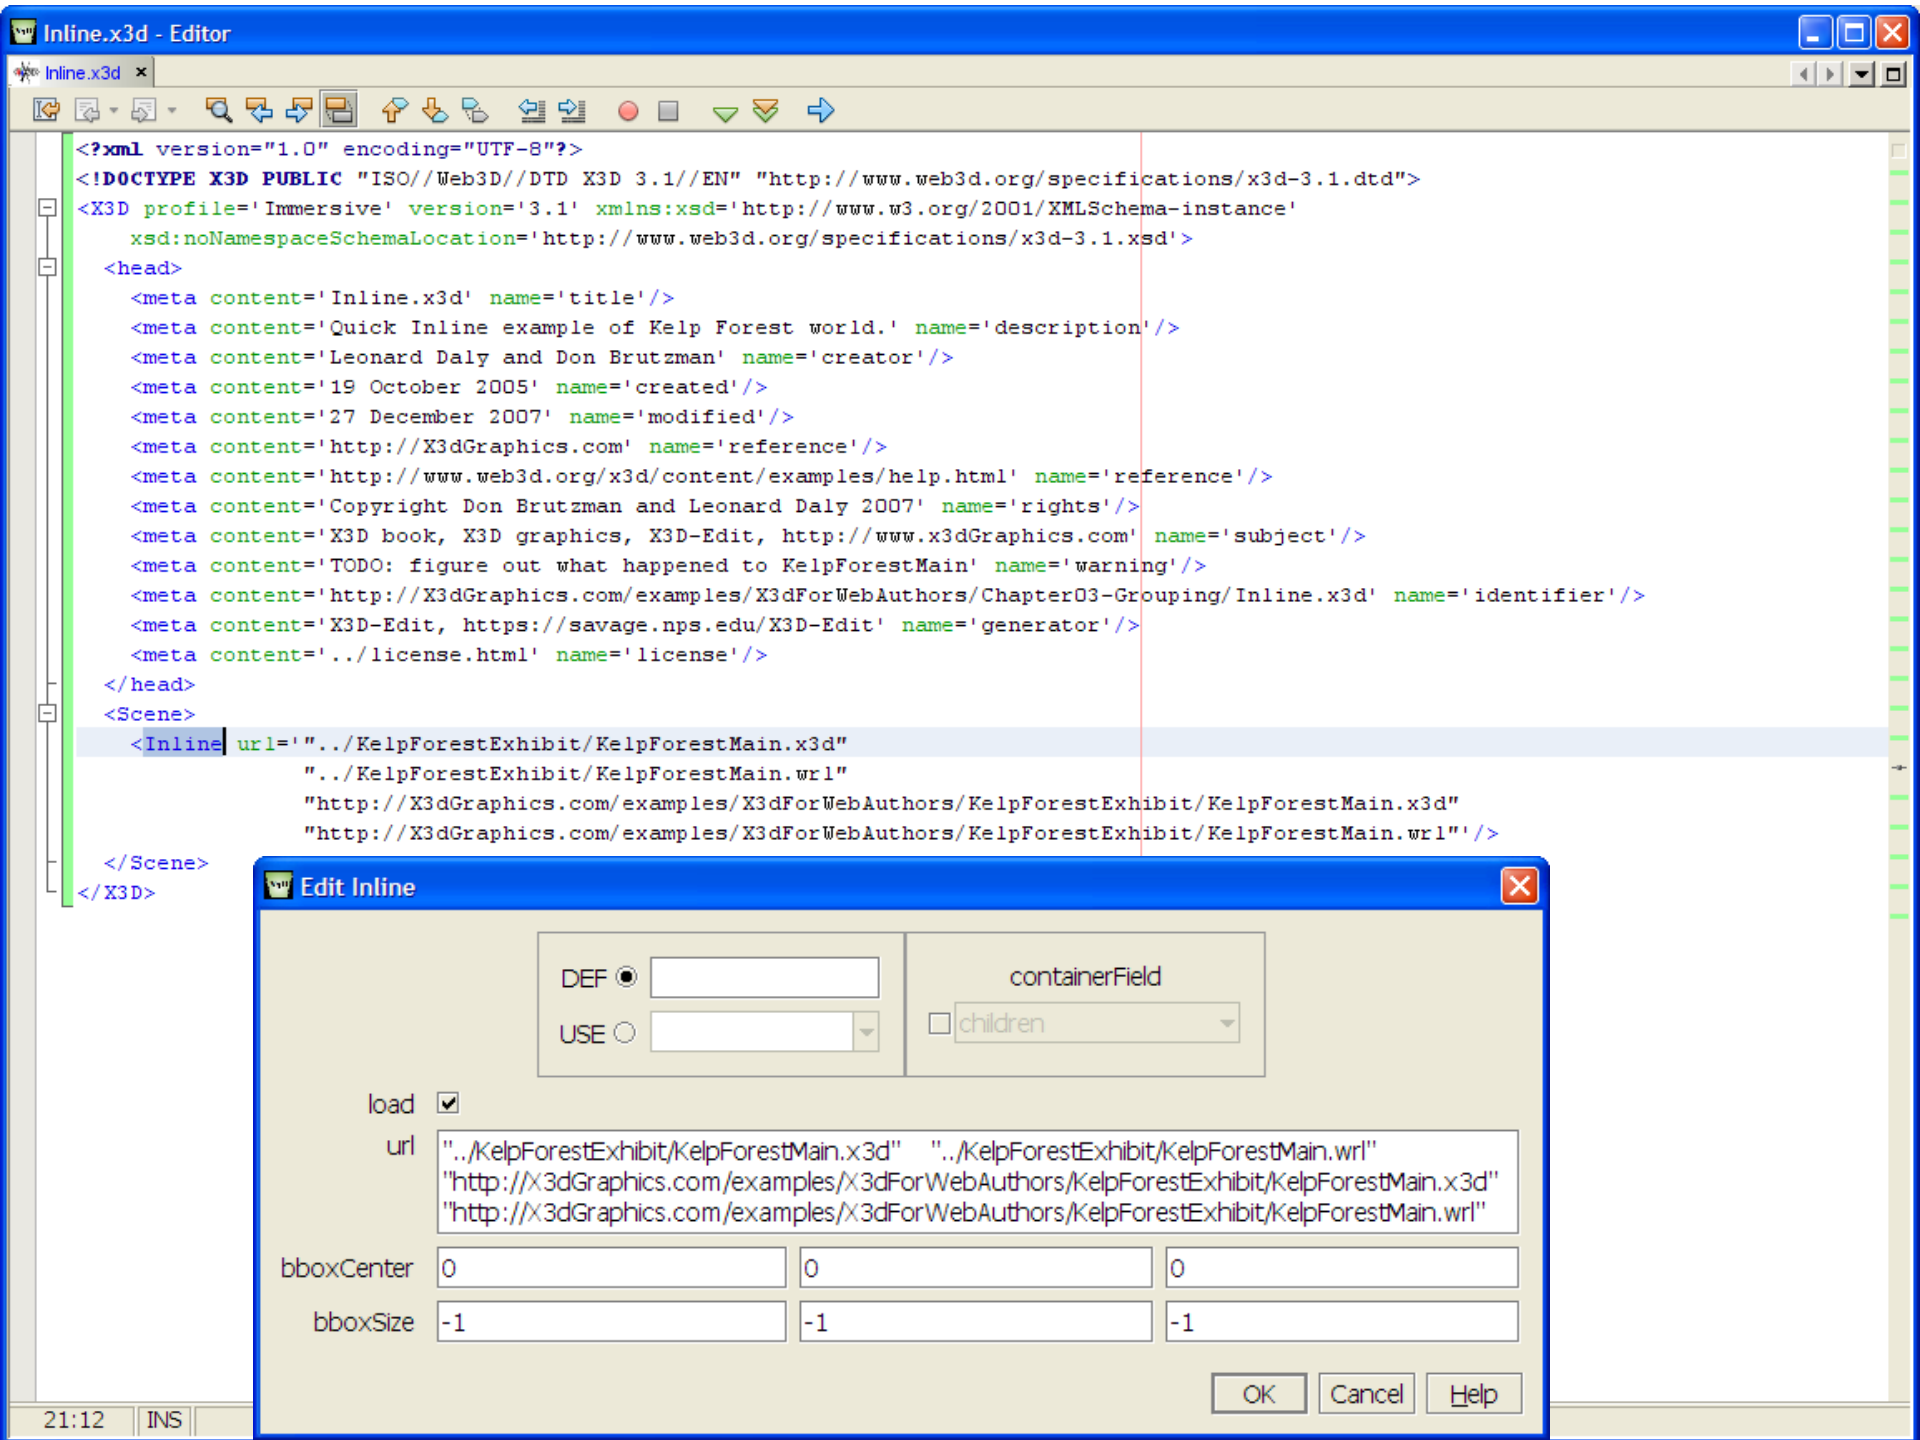 Inline.x3d - Editor
Inline.x3d
<?xml version="1.0" encoding="UTF-8"?>
<!DOCTYPE X3D PUBLIC "ISO//Web3D//DTD X3D 3.1//EN" "http://www.web3d.org/specifications/x3d-3.1.dtd">
<X3D profile='Immersive' version='3.1' xmlns:xsd='http://www.w3.org/2001/XMLSchema-instance'
xsd:noNamespaceSchemaLocation='http://www.web3d.org/specifications/x3d-3.1.xsd'>
<head>
<meta content='Inline.x3d' name='title'/>
<meta content='Quick Inline example of Kelp Forest world.' name='description'/>
<meta content='Leonard Daly and Don Brutzman' name='creator'/>
<meta content='19 October 2005' name='created'/>
<meta content='27 December 2007' name='modified'/>
<meta content='http://X3dGraphics.com' name='reference'/>
<meta content='http://www.web3d.org/x3d/content/examples/help.html' name='reference'/>
<meta content='Copyright Don Brutzman and Leonard Daly 2007' name='rights'/>
<meta content='X3D book, X3D graphics, X3D-Edit, http://www.x3dGraphics.com' name='subject'/>
<meta content='TODO: figure out what happened to KelpForestMain' name='warning'/>
<meta content='http://X3dGraphics.com/examples/X3dForWebAuthors/Chapter03-Grouping/Inline.x3d' name='identifier'/>
<meta content='X3D-Edit, https://savage.nps.edu/X3D-Edit' name='generator'/>
<meta content='../license.html' name='license'/>
</head>
<Scene>
<Inline url='"../KelpForestExhibit/KelpForestMain.x3d"
"../KelpForestExhibit/KelpForestMain.wrl"
"http://X3dGraphics.com/examples/X3dForWebAuthors/KelpForestExhibit/KelpForestMain.x3d"
"http://X3dGraphics.com/examples/X3dForWebAuthors/KelpForestExhibit/KelpForestMain.wrl"'/>
</Scene>
</X3D>
Edit Inline
DEF
containerField
USE
children
load
url
"../KelpForestExhibit/KelpForestMain.x3d" "../KelpForestExhibit/KelpForestMain.wrl"
"http://X3dGraphics.com/examples/X3dForWebAuthors/KelpForestExhibit/KelpForestMain.x3d"
"http://X3dGraphics.com/examples/X3dForWebAuthors/KelpForestExhibit/KelpForestMain.wrl"
bboxCenter 0 0 0
bboxSize -1 -1 -1
OK Cancel Help
21:12 INS